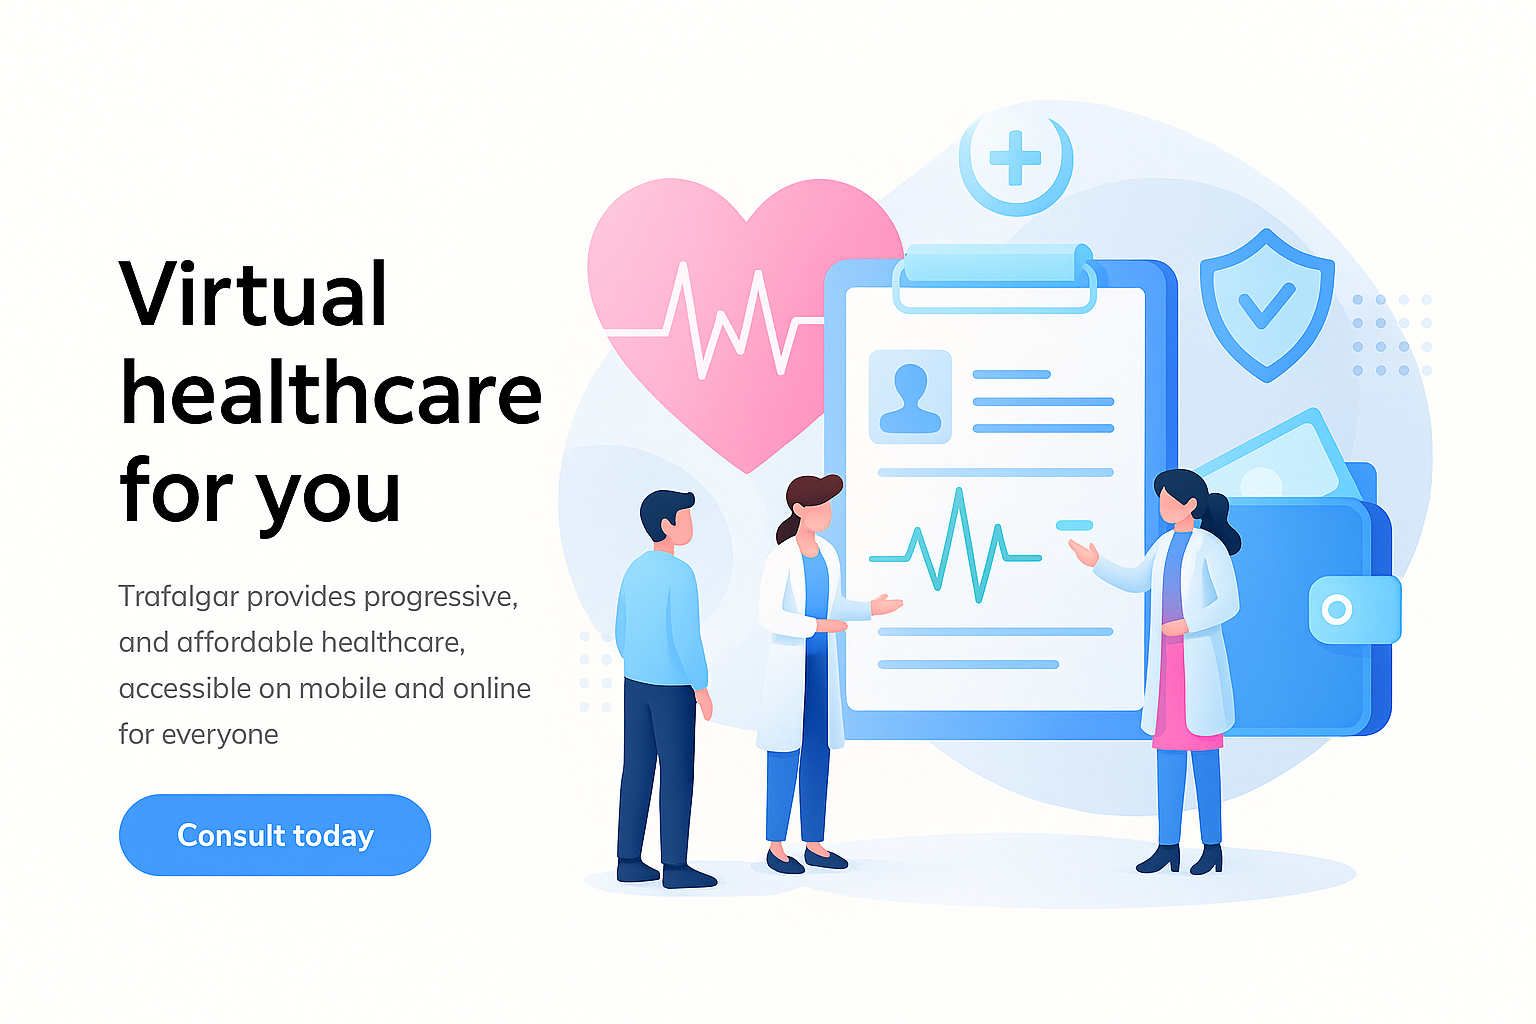 Virtual
healthcare
for you
Trafalgar provides progressive,
and affordable healthcare,
accessible on mobile and online
for everyone
Consult today